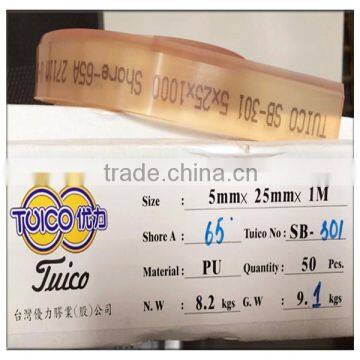 TUICO SB-301 5x25x1000 Shore-65A 2711
trade.china.com
TUICO 优力
Tuico
台灣優力膠業(股)公司
Size : 5mm× 25mm× 1M
Shore A : 65° Tuico No : SB- 301
Material : PU Quantity : 50 Pcs.
N. W : 8.2 kgs G. W : 9.1 kgs